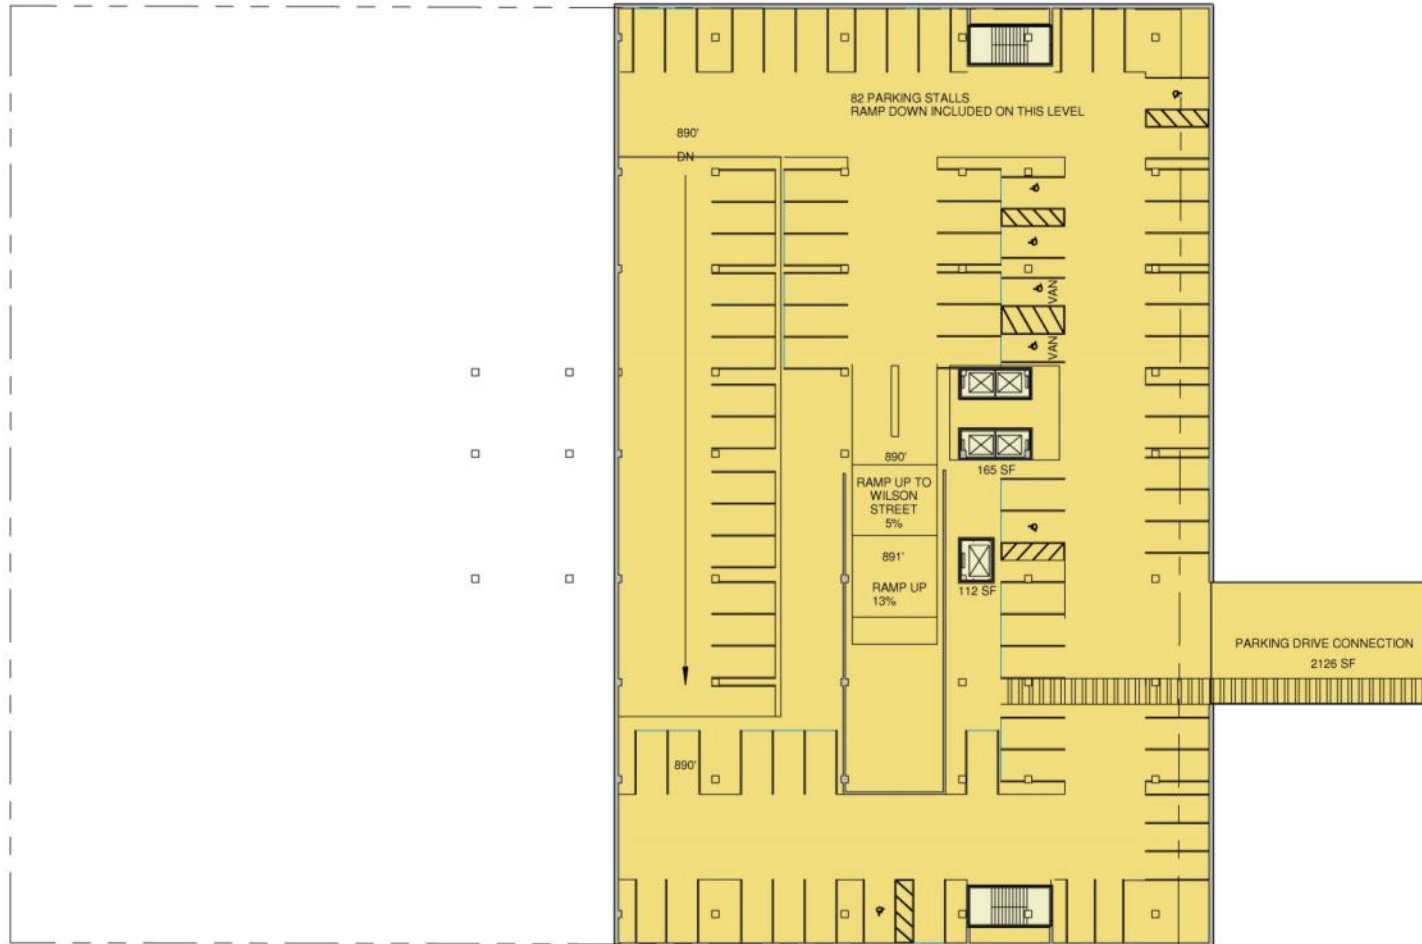 82 PARKING STALLS
RAMP DOWN INCLUDED ON THIS LEVEL
890'
DN
VAN
VAN
890'
165 SF
RAMP UP TO
WILSON
STREET
5%
891'
RAMP UP
13%
112 SF
PARKING DRIVE CONNECTION
2126 SF
890'